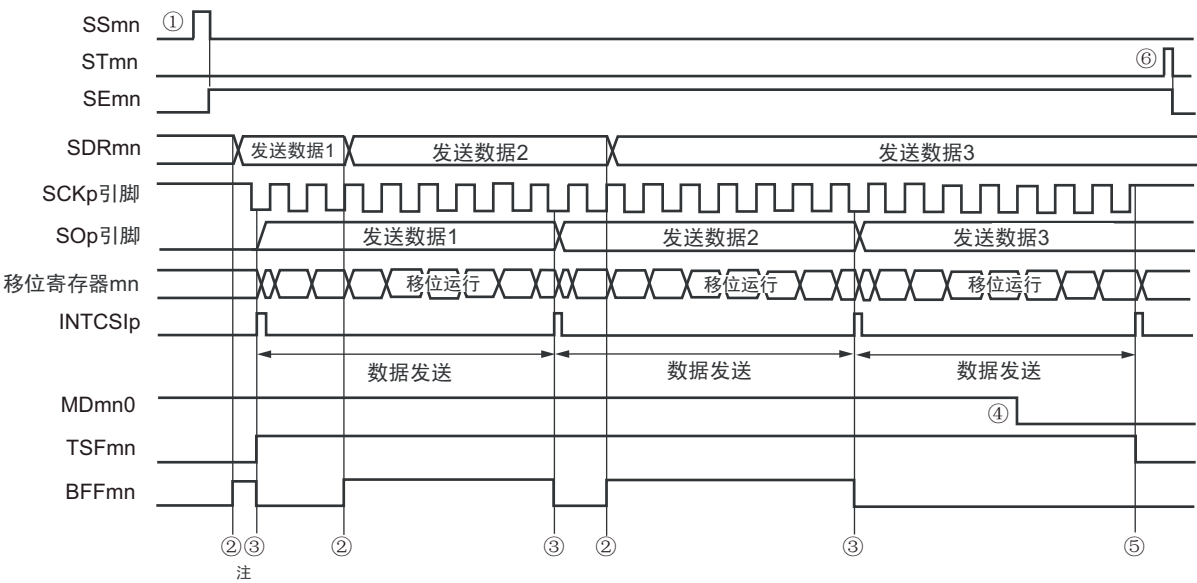 SSmn ①
STmn ⑥
SEmn
SDRmn 发送数据1 发送数据2 发送数据3
SCKp引脚
SOp引脚 发送数据1 发送数据2 发送数据3
移位寄存器mn 移位运行 移位运行 移位运行
INTCSIp
数据发送 数据发送 数据发送
MDmn0 ④
TSFmn
BFFmn
②③ ② ③ ② ③ ⑤
注